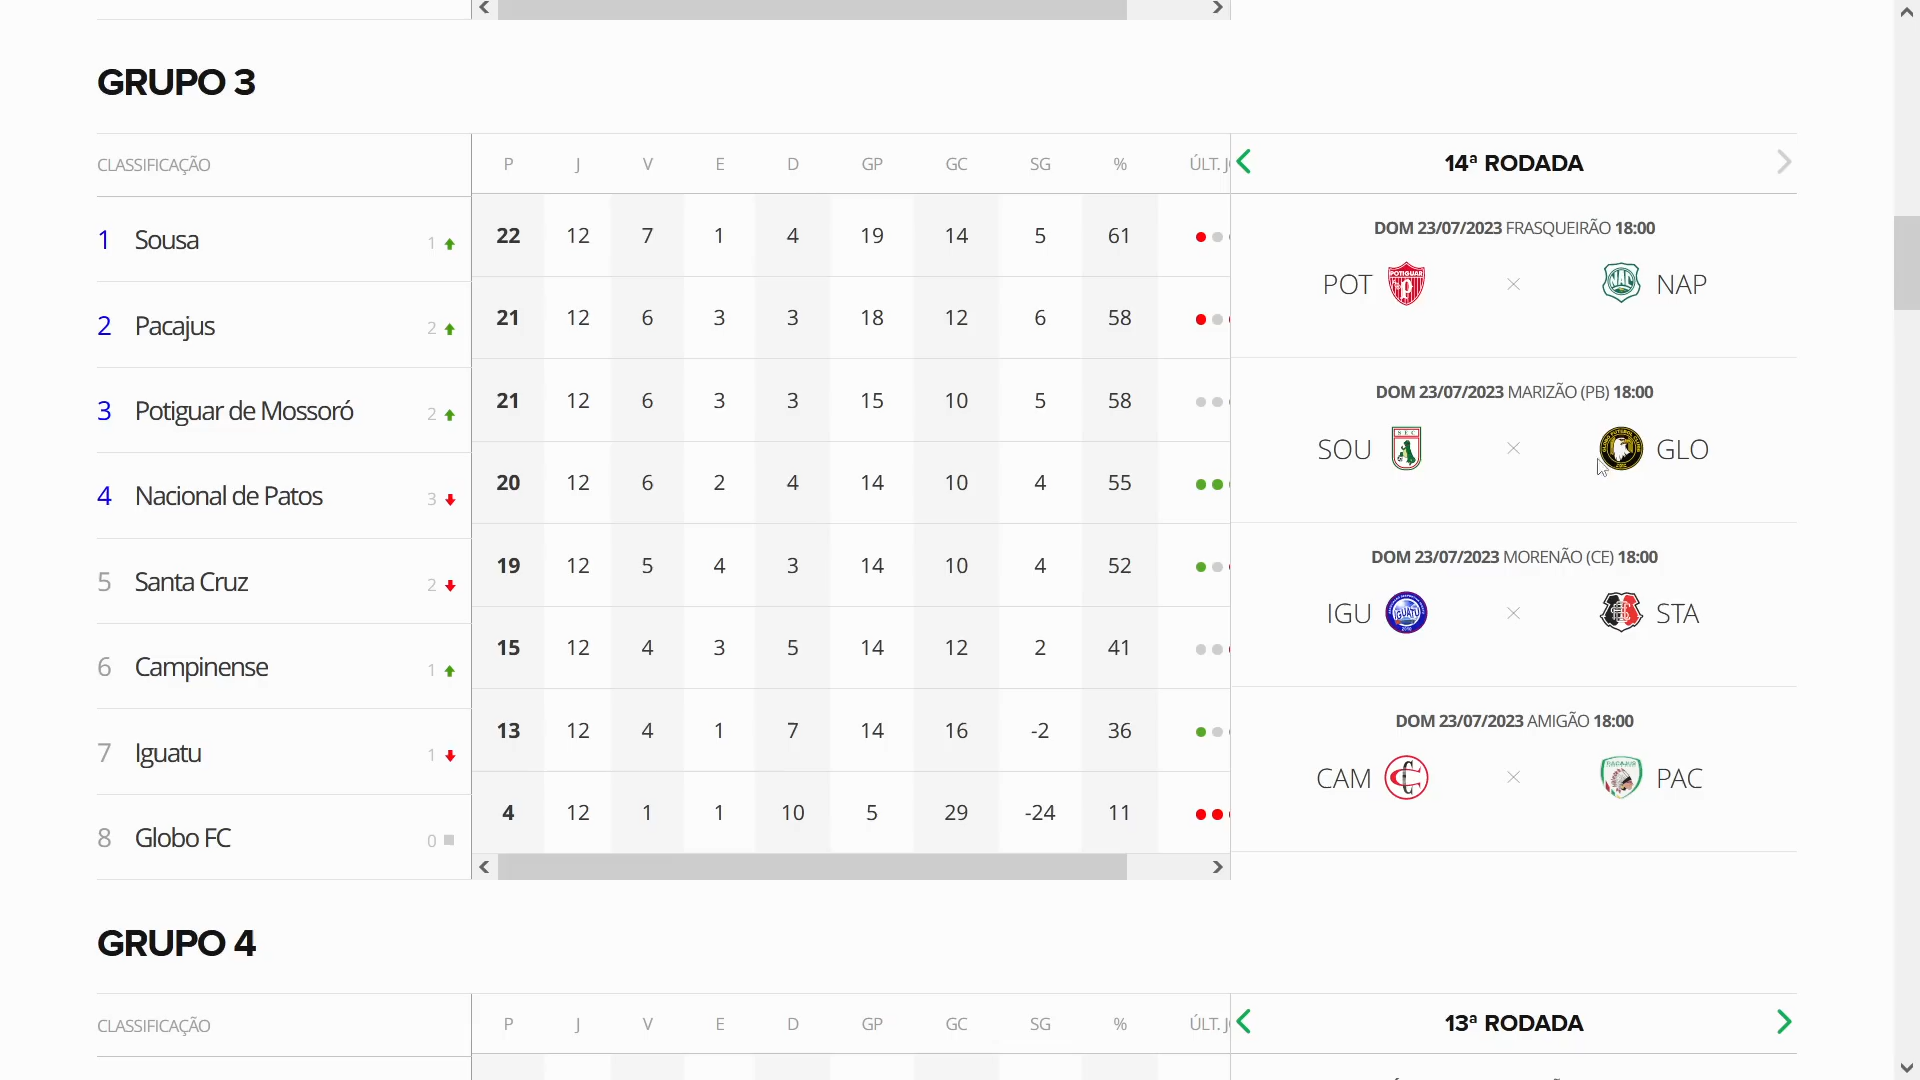 GRUPO 3
CLASSIFICAÇÃO P J V E D GP GC SG % ÚLT. J
1 Sousa 1 22 12 7 1 4 19 14 5 61
2 Pacajus 2 21 12 6 3 3 18 12 6 58
3 Potiguar de Mossoró 2 21 12 6 3 3 15 10 5 58
4 Nacional de Patos 3 20 12 6 2 4 14 10 4 55
5 Santa Cruz 2 19 12 5 4 3 14 10 4 52
6 Campinense 1 15 12 4 3 5 14 12 2 41
7 Iguatu 1 13 12 4 1 7 14 16 -2 36
8 Globo FC 0 4 12 1 1 10 5 29 -24 11
14ª RODADA
DOM 23/07/2023 FRASQUEIRÃO 18:00
POT × NAP
DOM 23/07/2023 MARIZÃO (PB) 18:00
SOU × GLO
DOM 23/07/2023 MORENÃO (CE) 18:00
IGU × STA
DOM 23/07/2023 AMIGÃO 18:00
CAM × PAC
GRUPO 4
CLASSIFICAÇÃO P J V E D GP GC SG % ÚLT. J
13ª RODADA